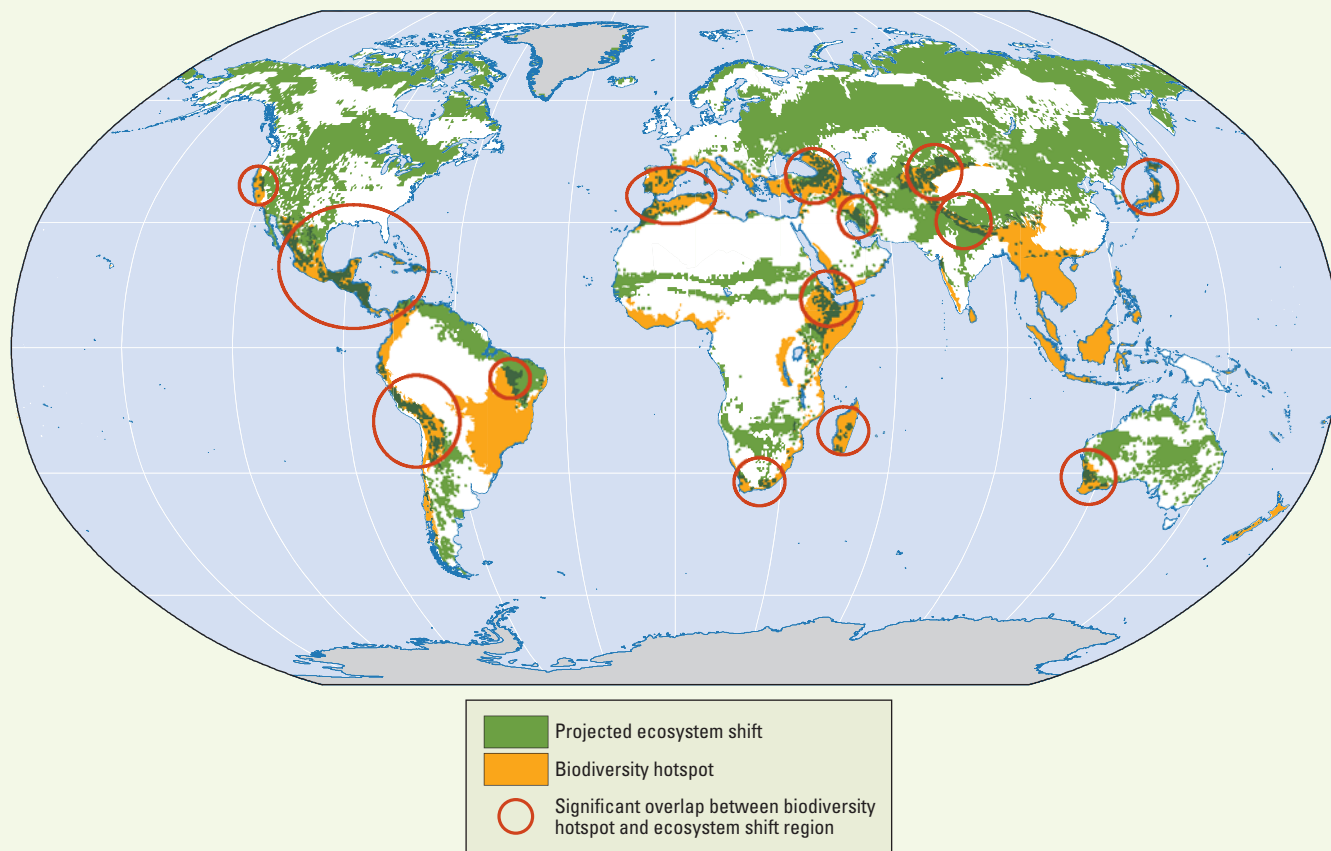 Projected ecosystem shift
Biodiversity hotspot
Significant overlap between biodiversity
hotspot and ecosystem shift region